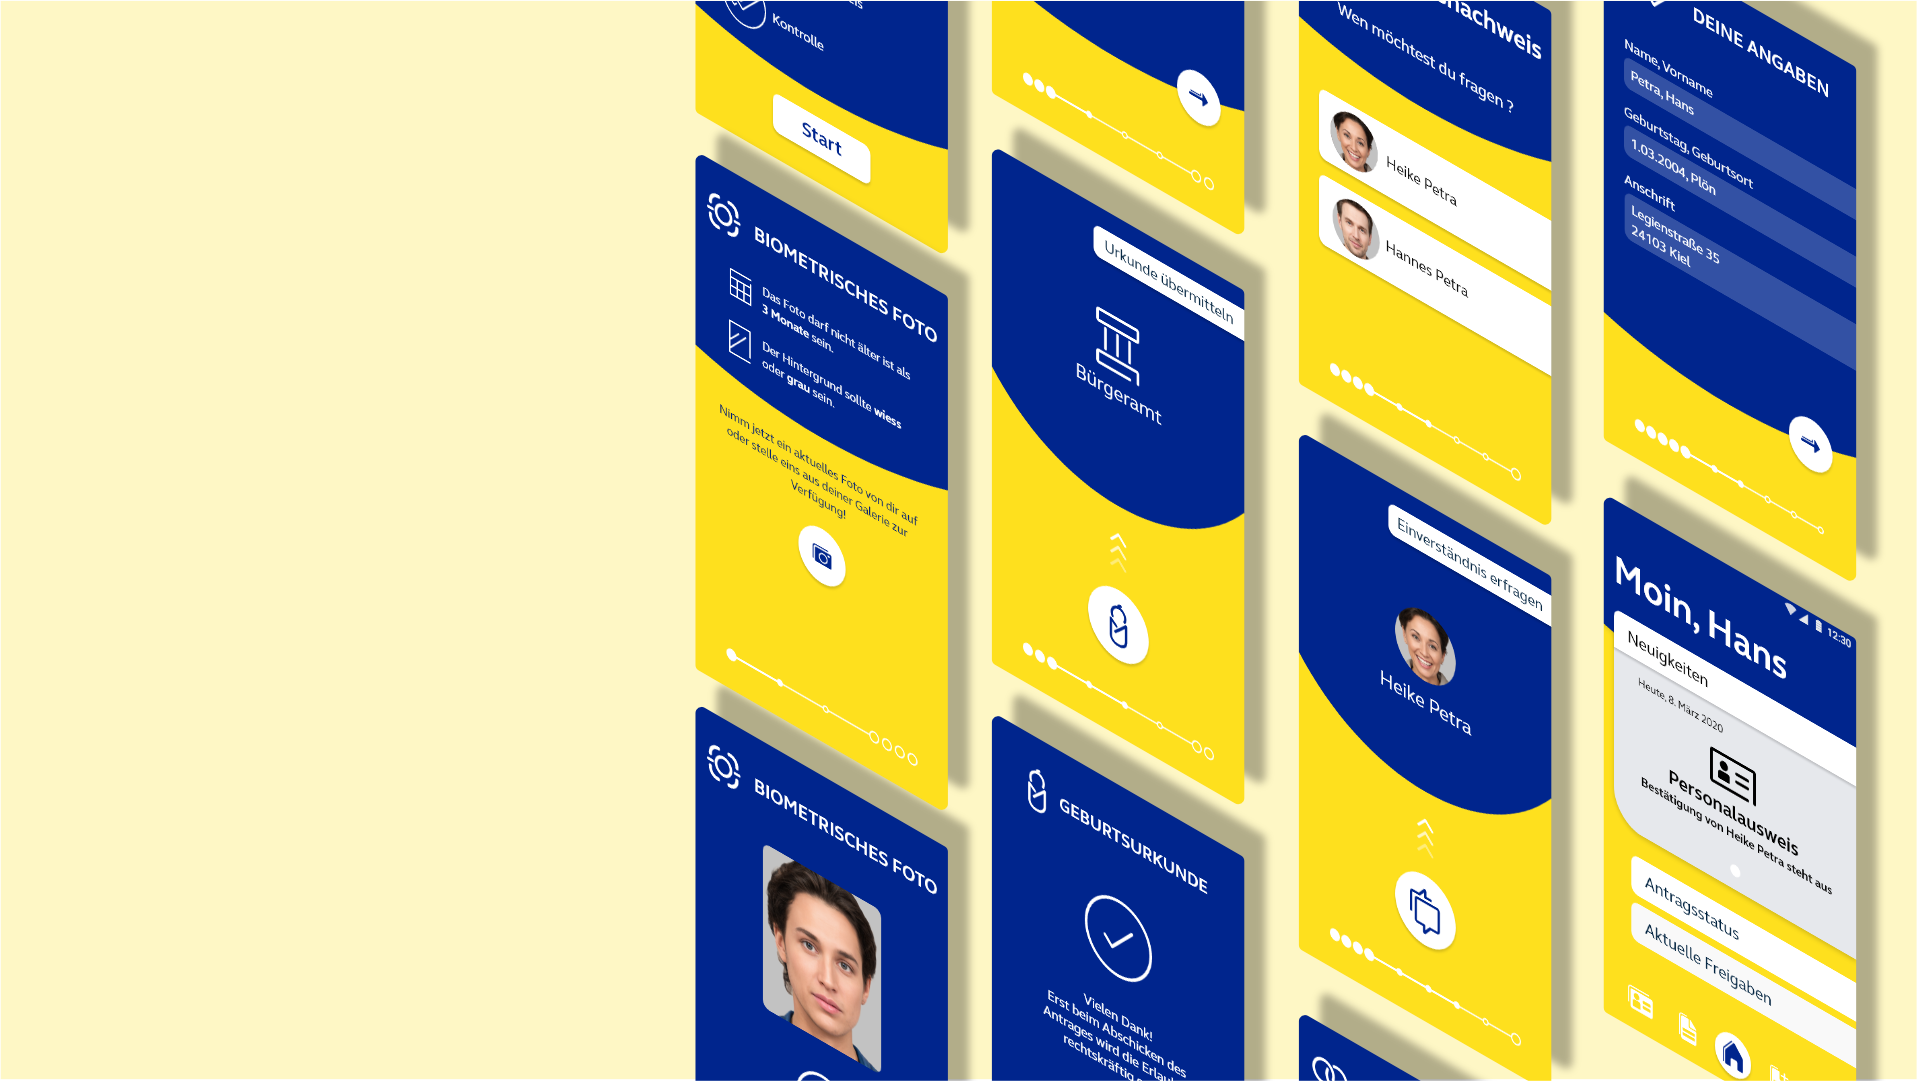 Kontrolle
Start
BIOMETRISCHES FOTO
Das Foto darf nicht älter ist als
3 Monate sein.
Der Hintergrund sollte wiess
oder grau sein.
Nimm jetzt ein aktuelles Foto von dir auf
oder stelle eins aus deiner Galerie zur
Verfügung!
BIOMETRISCHES FOTO
Urkunde übermitteln
Bürgeramt
GEBURTSURKUNDE
Vielen Dank!
Erst beim Abschicken des
Antrages wird die
rechtskräftig
Wen möchtest du fragen ?
Heike Petra
Hannes Petra
Einverständnis erfragen
Heike Petra
DEINE ANGABEN
Name, Vorname
Petra, Hans
Geburtstag, Geburtsort
1.03.2004, Plön
Anschrift
Legienstraße 35
24103 Kiel
12:30
Moin, Hans
Neuigkeiten
Heute, 8. März 2020
Personalausweis
Bestätigung von Heike Petra steht aus
Antragsstatus
Aktuelle Freigaben